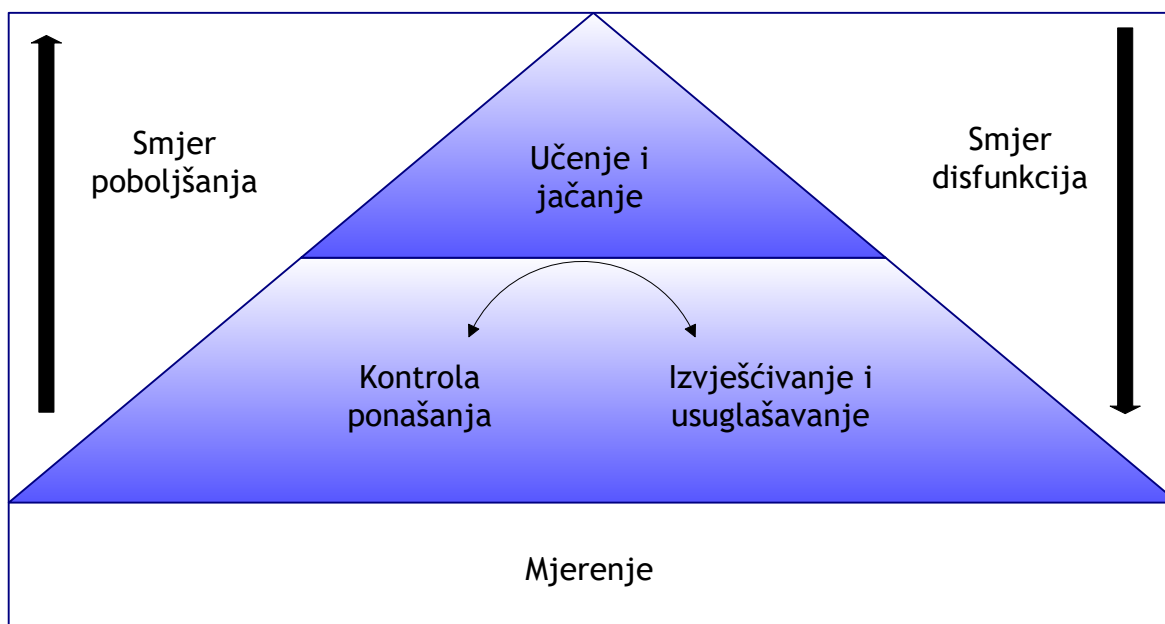 Smjer
poboljšanja
Učenje i
jačanje
Smjer
disfunkcija
Kontrola
ponašanja
Izvješćivanje i
usuglašavanje
Mjerenje